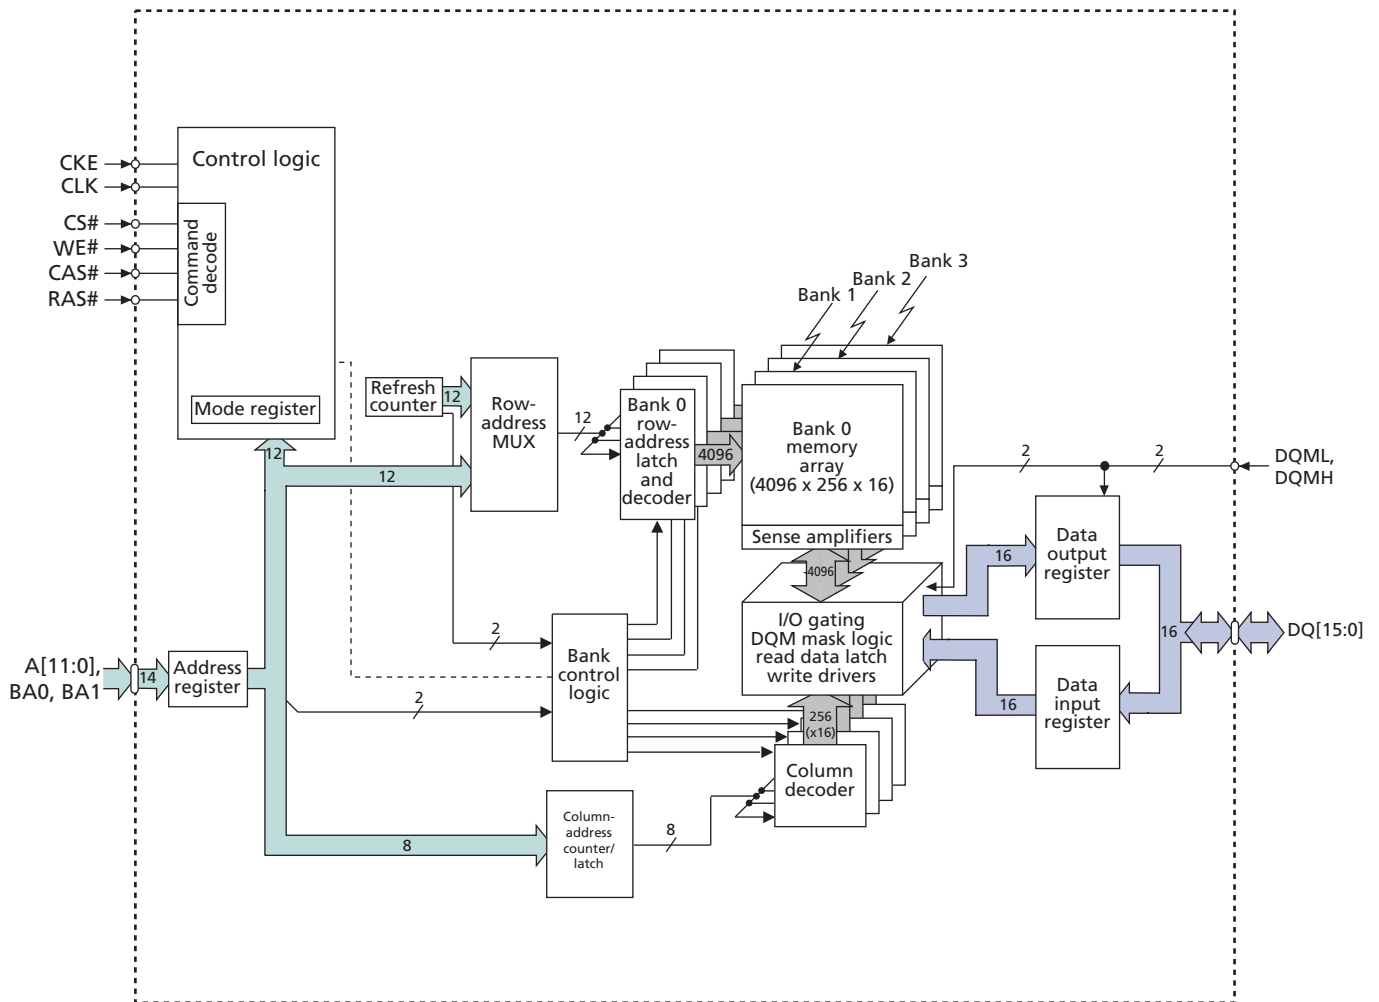 CKE
CLK
CS#
WE#
CAS#
RAS#
Control logic
Command
decode
Mode register
12
Refresh
counter
12
Row-
address
MUX
12
12
Bank 0
row-
address
latch
and
decoder
4096
Bank 1
Bank 2
Bank 3
Bank 0
memory
array
(4096 x 256 x 16)
Sense amplifiers
4096
I/O gating
DQM mask logic
read data latch
write drivers
2
2
DQML,
DQMH
16
Data
output
register
16
DQ[15:0]
16
Data
input
register
A[11:0],
BA0, BA1
14
Address
register
2
2
Bank
control
logic
256
(x16)
Column
decoder
8
Column-
address
counter/
latch
8